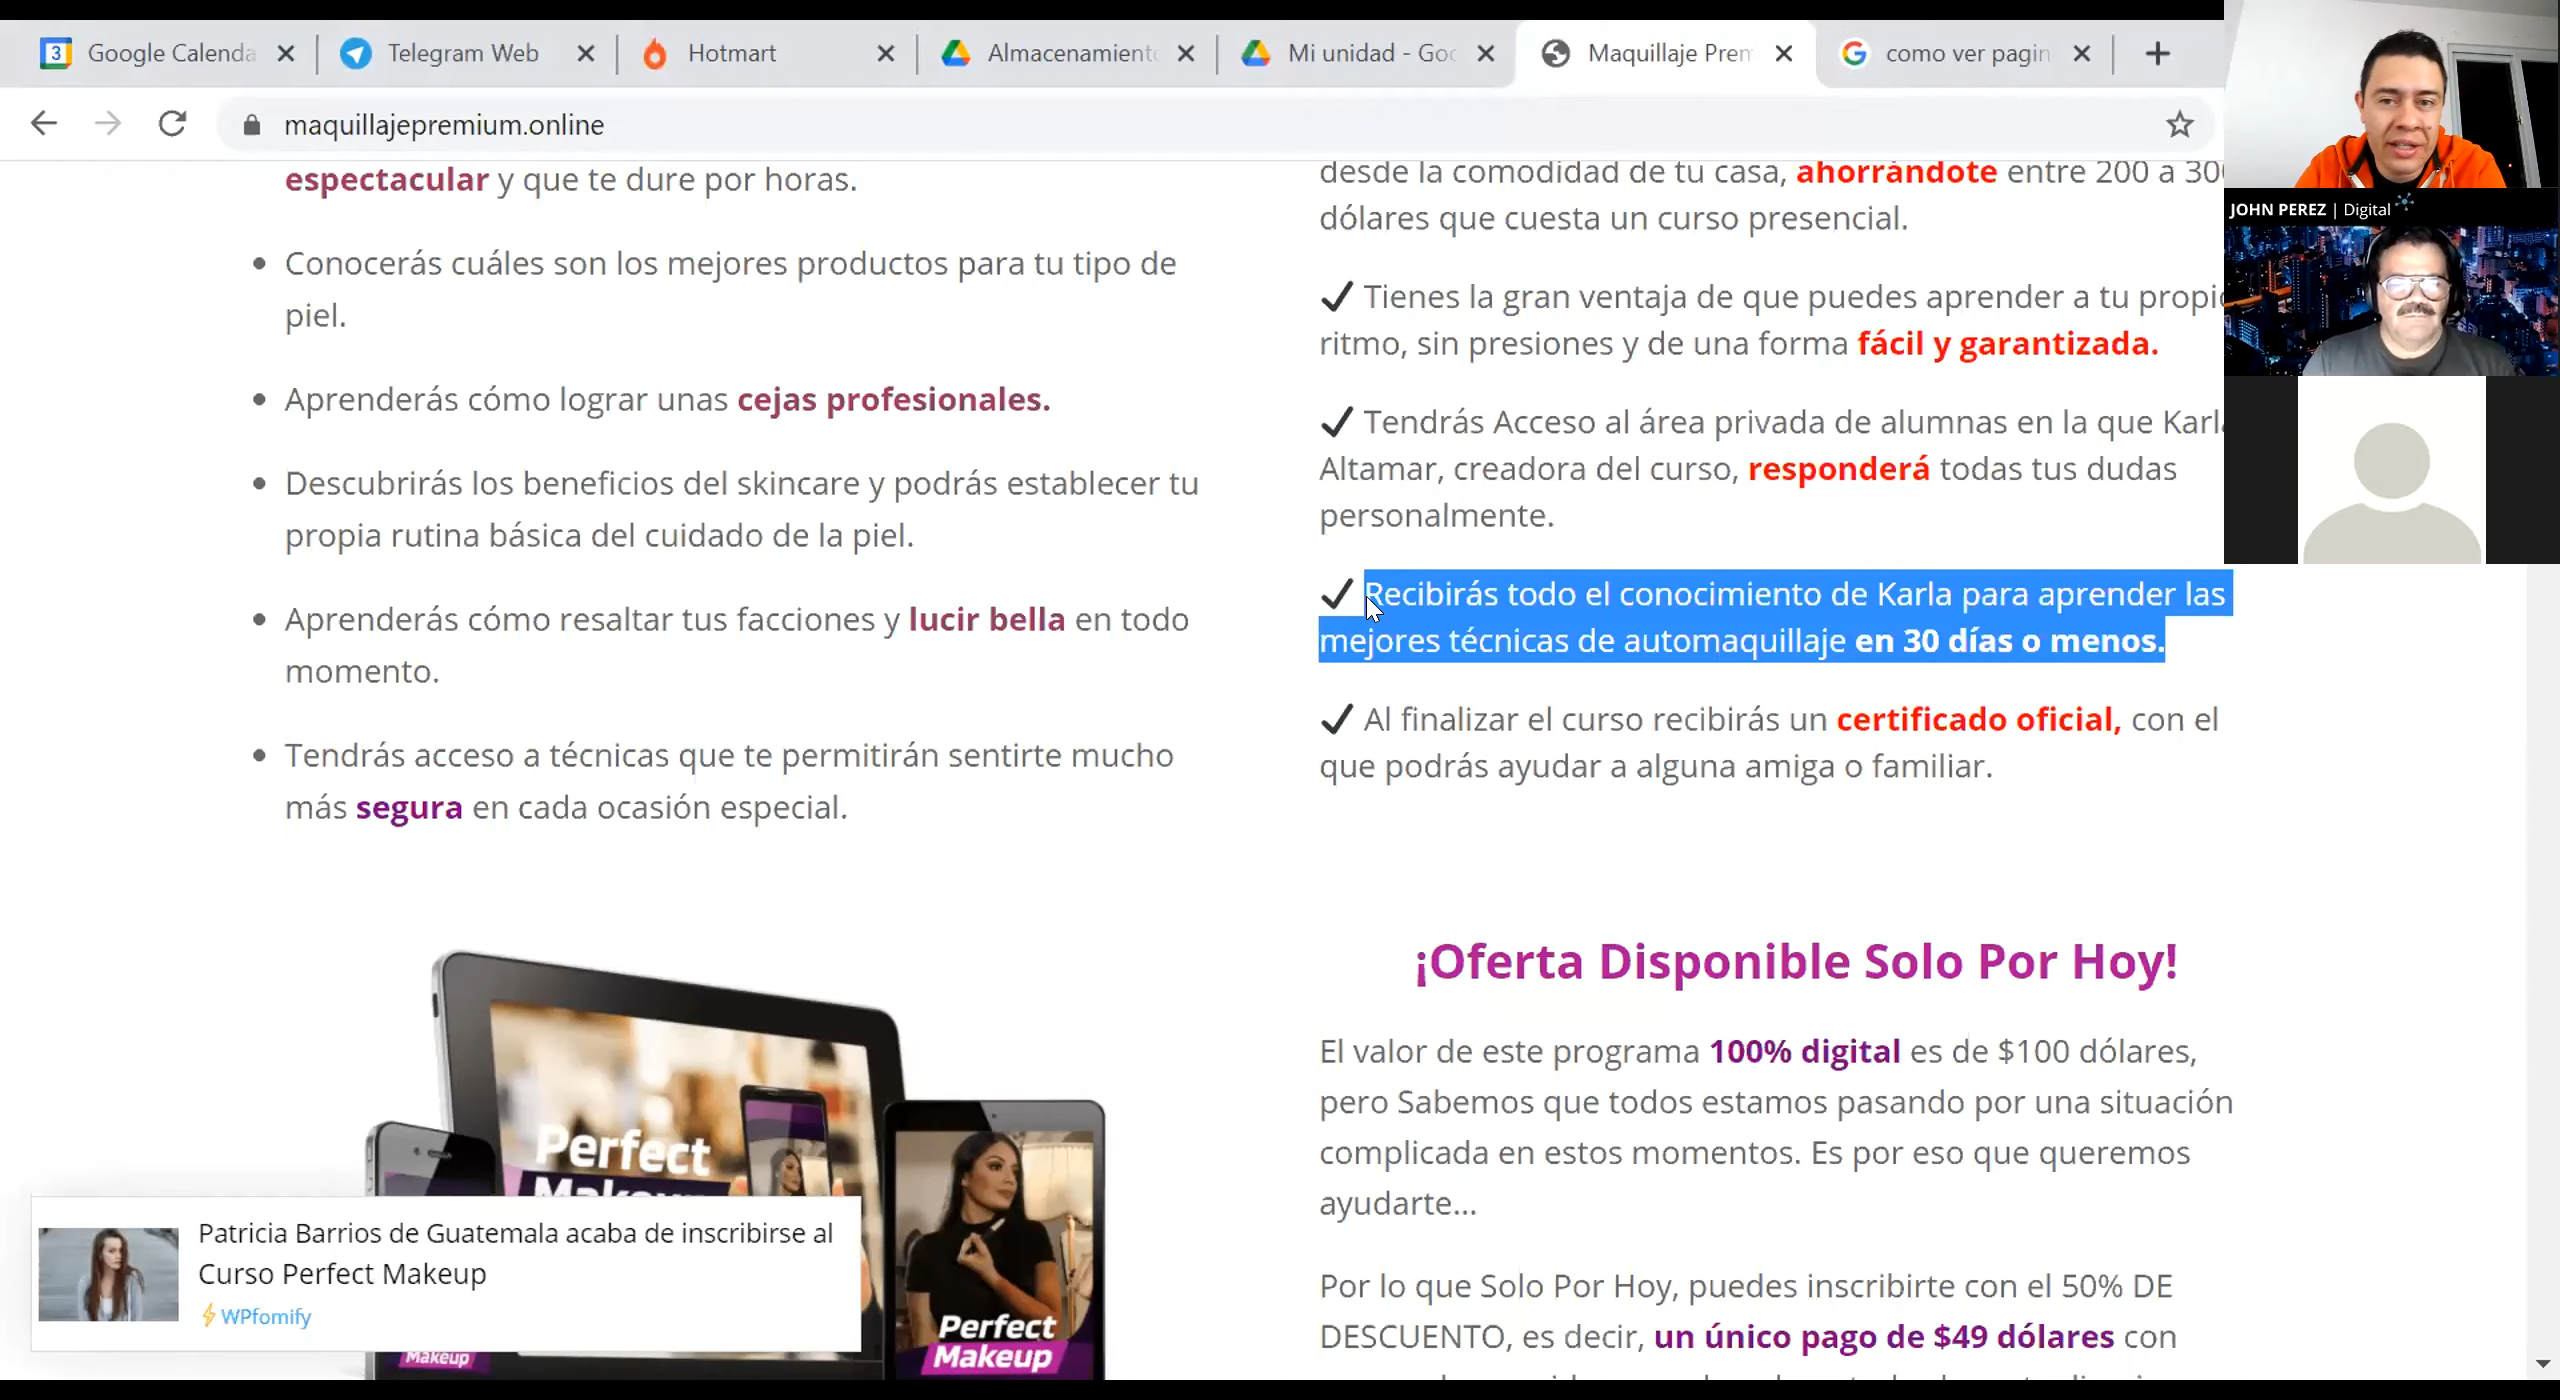 Google Calenda
Telegram Web
Hotmart
Almacenamient
Mi unidad - Goo
Maquillaje Prem
como ver pagin
maquillajepremium.online
espectacular y que te dure por horas.
Conocerás cuáles son los mejores productos para tu tipo de
piel.
Aprenderás cómo lograr unas cejas profesionales.
Descubrirás los beneficios del skincare y podrás establecer tu
propia rutina básica del cuidado de la piel.
Aprenderás cómo resaltar tus facciones y lucir bella en todo
momento.
Tendrás acceso a técnicas que te permitirán sentirte mucho
más segura en cada ocasión especial.
desde la comodidad de tu casa, ahorrándote entre 200 a 300
dólares que cuesta un curso presencial.
✓ Tienes la gran ventaja de que puedes aprender a tu propio
ritmo, sin presiones y de una forma fácil y garantizada.
✓ Tendrás Acceso al área privada de alumnas en la que Karla
Altamar, creadora del curso, responderá todas tus dudas
personalmente.
✓ Recibirás todo el conocimiento de Karla para aprender las
mejores técnicas de automaquillaje en 30 días o menos.
✓ Al finalizar el curso recibirás un certificado oficial, con el
que podrás ayudar a alguna amiga o familiar.
¡Oferta Disponible Solo Por Hoy!
El valor de este programa 100% digital es de $100 dólares,
pero Sabemos que todos estamos pasando por una situación
complicada en estos momentos. Es por eso que queremos
ayudarte...
Por lo que Solo Por Hoy, puedes inscribirte con el 50% DE
DESCUENTO, es decir, un único pago de $49 dólares con
JOHN PEREZ | Digital
Perfect
Makeup
Perfect
Makeup
Makeup
Patricia Barrios de Guatemala acaba de inscribirse al
Curso Perfect Makeup
WPfomify
3